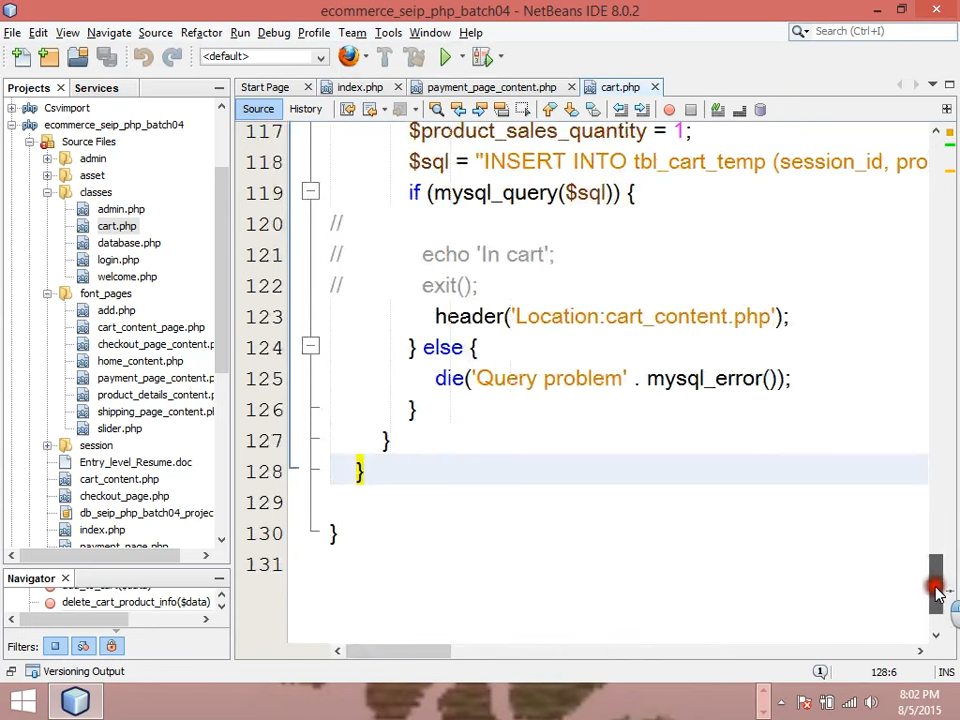 ecommerce_seip_php_batch04 - NetBeans IDE 8.0.2
File Edit View Navigate Source Refactor Run Debug Profile Team Tools Window Help
Search (Ctrl+I)
<default>
Projects Services
Start Page index.php payment_page_content.php cart.php
Source History
Csvimport
ecommerce_seip_php_batch04
Source Files
admin
asset
classes
admin.php
cart.php
database.php
login.php
welcome.php
font_pages
add.php
cart_content_page.php
checkout_page_content.p
home_content.php
payment_page_content.p
product_details_content.p
shipping_page_content.ph
slider.php
session
Entry_level_Resume.doc
cart_content.php
checkout_page.php
db_seip_php_batch04_projec
index.php
payment_page.php
117 $product_sales_quantity = 1;
118 $sql = "INSERT INTO tbl_cart_temp (session_id, pro
119 if (mysql_query($sql)) {
120 //
121 // echo 'In cart';
122 // exit();
123 header('Location:cart_content.php');
124 } else {
125 die('Query problem' . mysql_error());
126 }
127 }
128 }
129
130 }
131
Navigator
add_to_cart($data)
delete_cart_product_info($data)
Filters:
Versioning Output
1
128:6
INS
8:02 PM
8/5/2015